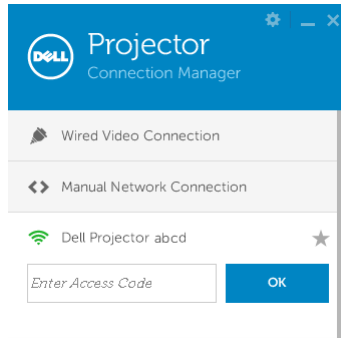 DELL
Projector
Connection Manager
Wired Video Connection
Manual Network Connection
Dell Projector abcd
Enter Access Code
OK